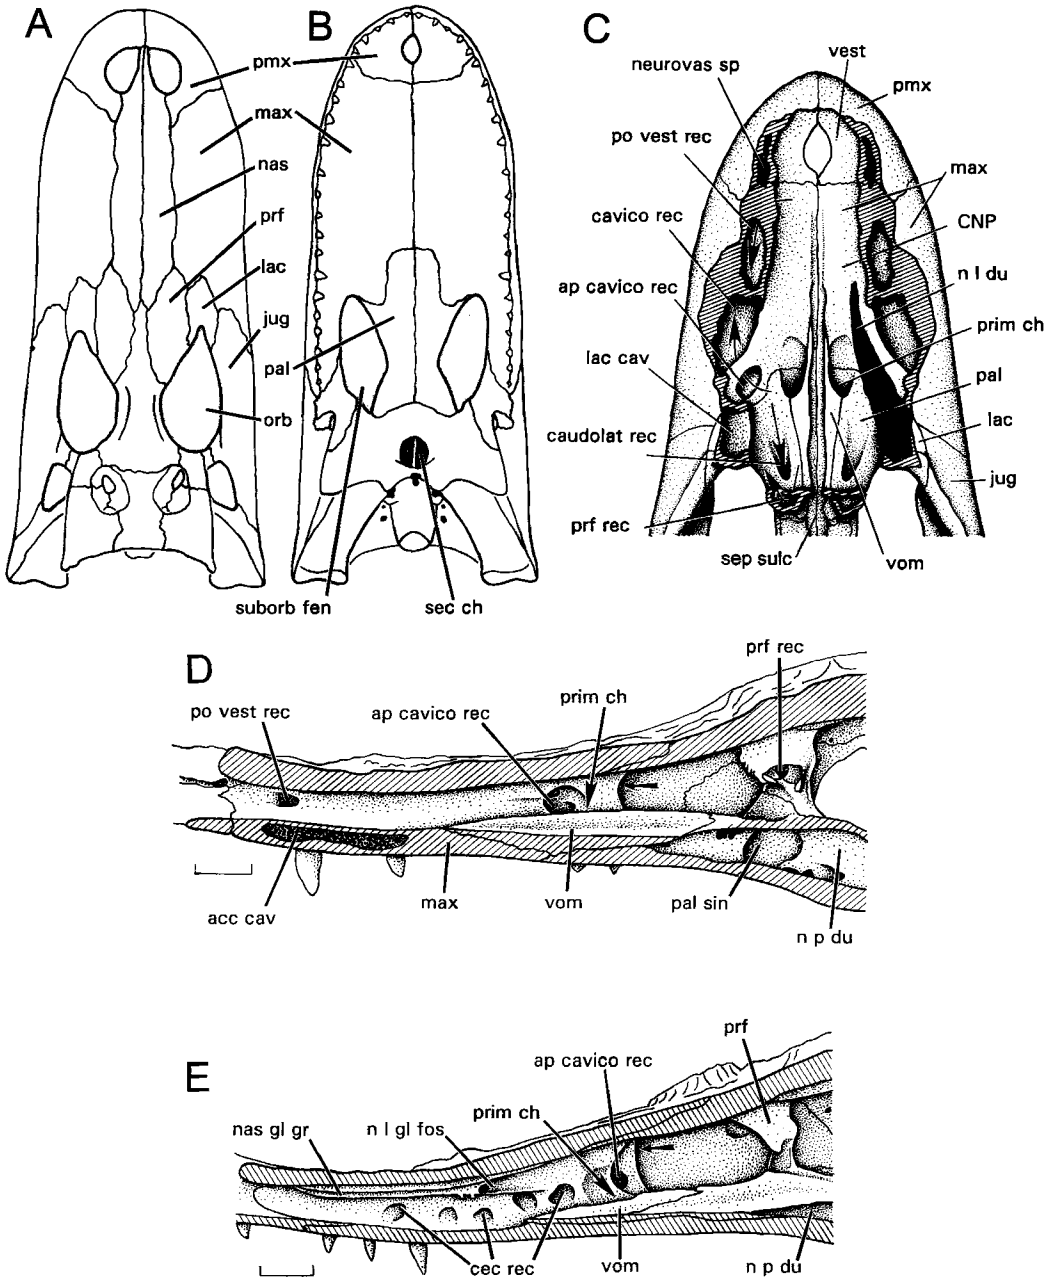 A
B
pmx
max
nas
prf
lac
jug
pal
orb
suborb fen
sec ch
C
neurovas sp
vest
pmx
po vest rec
max
cavico rec
CNP
n l du
ap cavico rec
prim ch
lac cav
pal
lac
caudolat rec
jug
prf rec
sep sulc
vom
D
prf rec
po vest rec
ap cavico rec
prim ch
acc cav
max
vom
pal sin
n p du
E
prf
ap cavico rec
prim ch
nas gl gr
n l gl fos
cec rec
vom
n p du